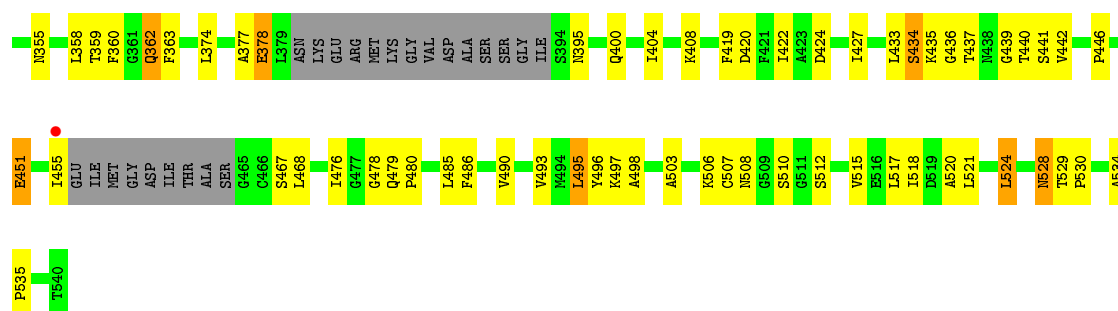 N355 L358 T359 F360 G361 Q362 F363 L374 A377 E378 L379 ASN LYS GLU ARG MET LYS GLY VAL ASP ALA SER SER GLY ILE S394 N395 Q400 I404 K408 F419 D420 F421 I422 A423 D424 I427 L433 S434 K435 G436 T437 N438 G439 T440 S441 V442 P446
E451 I455 GLU ILE MET GLY ASP ILE THR ALA SER G465 C466 S467 L468 I476 G477 G478 Q479 P480 L485 F486 V490 V493 M494 L495 Y496 K497 A498 A503 K506 C507 N508 G509 S510 G511 S512 V515 E516 L517 I518 D519 A520 L521 L524 N528 T529 P530 A534
P535 T540